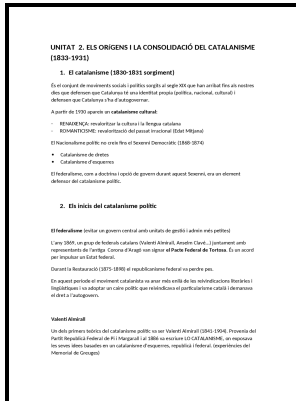 UNITAT 2. ELS ORÍGENS I LA CONSOLIDACIÓ DEL CATALANISME
(1833-1931)
1. El catalanisme (1830-1831 sorgiment)
És el conjunt de moviments socials i polítics sorgits al segle XIX que han arribat fins als nostres
dies que defensen que Catalunya té una identitat pròpia (política, nacional, cultural) i
defensen que Catalunya s'ha d'autogovernar.
A partir de 1930 apareix un catalanisme cultural:
- RENAIXENÇA: revaloritzar la cultura i la llengua catalana
- ROMANTICISME: revalorització del passat irracional (Edat Mitjana)
El Nacionalisme polític no creix fins el Sexenni Democràtic (1868-1874)
• Catalanisme de dretes
• Catalanisme d'esquerres
El federalisme, com a doctrina i opció de govern durant aquest Sexenni, era un element
defensor del catalanisme polític.
2. Els inicis del catalanisme polític
El federalisme (evitar un govern central amb unitats de gestió i admin més petites)
L'any 1869, un grup de federals catalans (Valentí Almirall, Anselm Clavé...) juntament amb
representants de l'antiga Corona d'Aragó van signar el Pacte Federal de Tortosa. És un acord
per impulsar un Estat federal.
Durant la Restauració (1875-1898) el republicanisme federal va perdre pes.
En aquest període el moviment catalanista va anar més enllà de les reivindicacions literàries i
lingüístiques i va adoptar un caire polític que reivindicava el particularisme català i demanava
el dret a l'autogovern.
Valentí Almirall
Un dels primers teòrics del catalanisme polític va ser Valentí Almirall (1841-1904). Provenia del
Partit Republicà Federal de Pi i Margarall i al 1886 va escriure LO CATALANISME, on exposava
les seves idees basades en un catalanisme d'esquerres, republicà i federal. (experiències del
Memorial de Greuges)